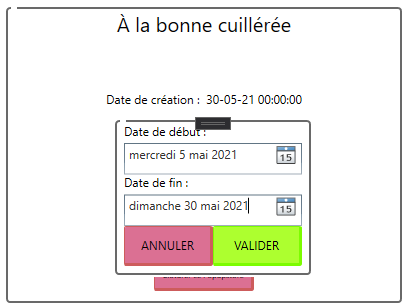 À la bonne cuillérée
Date de création : 30-05-21 00:00:00
Date de début :
mercredi 5 mai 2021
15
Date de fin :
dimanche 30 mai 2021
15
ANNULER
VALIDER